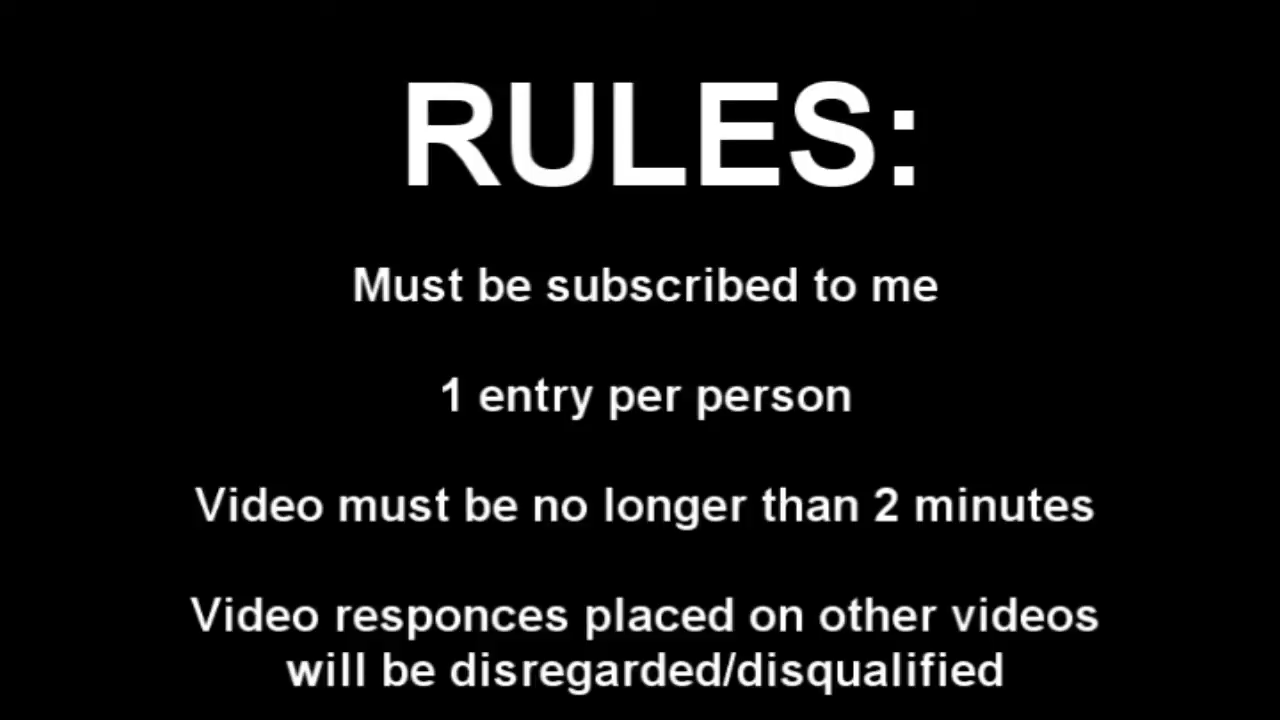 RULES:
Must be subscribed to me
1 entry per person
Video must be no longer than 2 minutes
Video responces placed on other videos
will be disregarded/disqualified